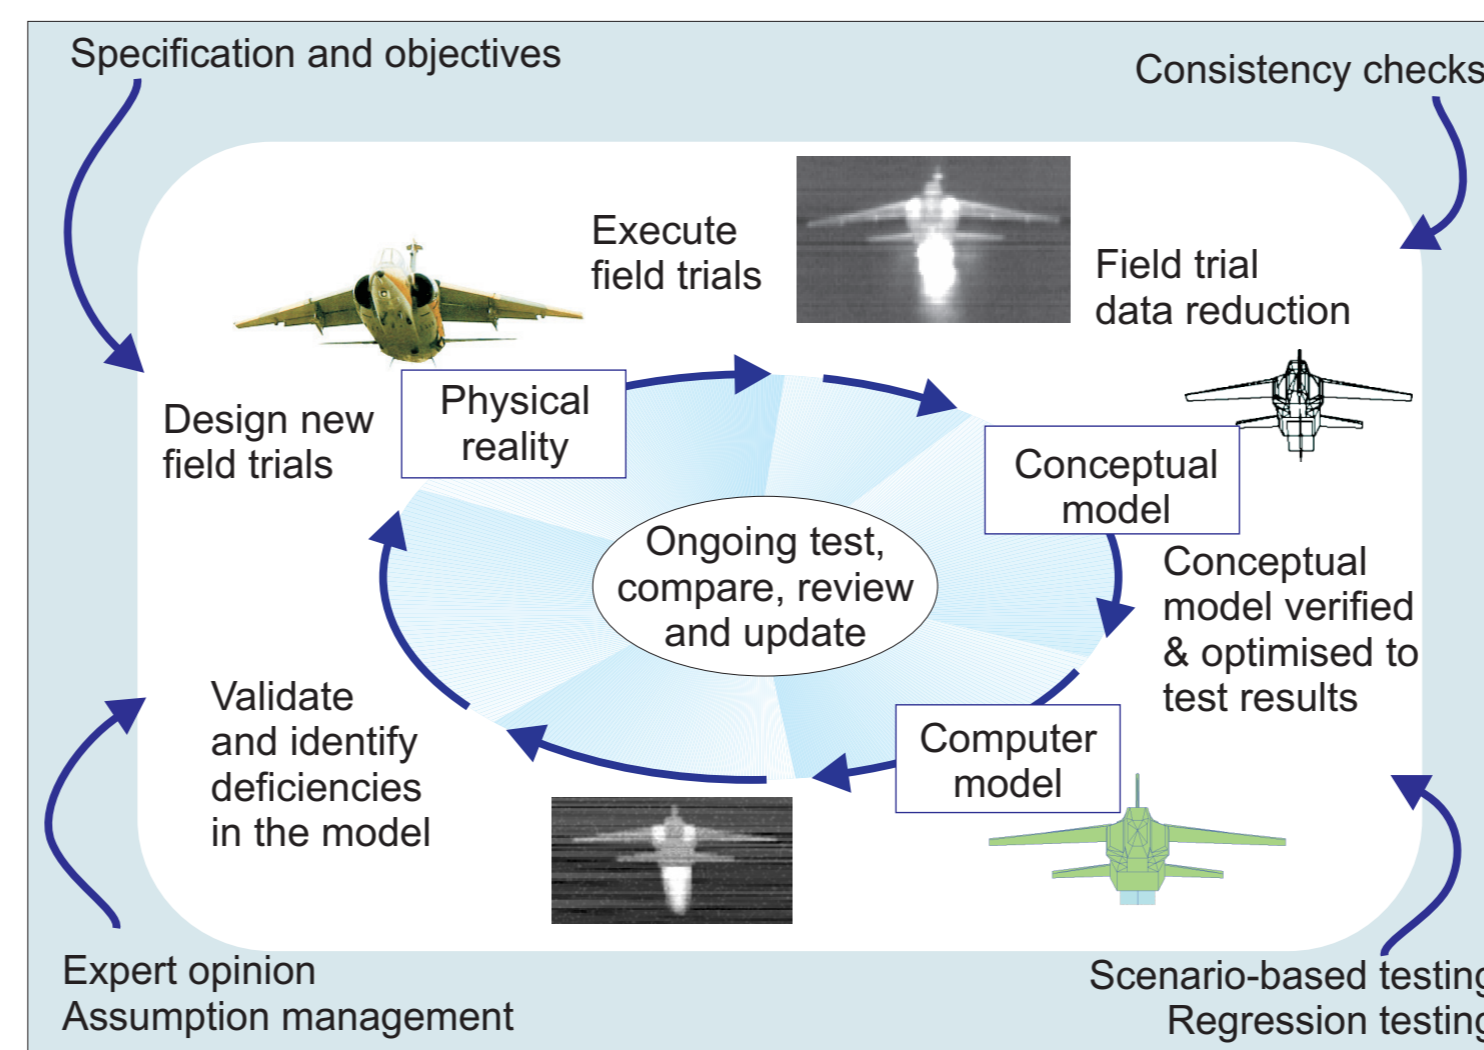 Specification and objectives
Consistency checks
Execute
field trials
Field trial
data reduction
Physical
reality
Design new
field trials
Conceptual
model
Ongoing test,
compare, review
and update
Conceptual
model verified
& optimised to
test results
Validate
and identify
deficiencies
in the model
Computer
model
Expert opinion
Assumption management
Scenario-based testing
Regression testing